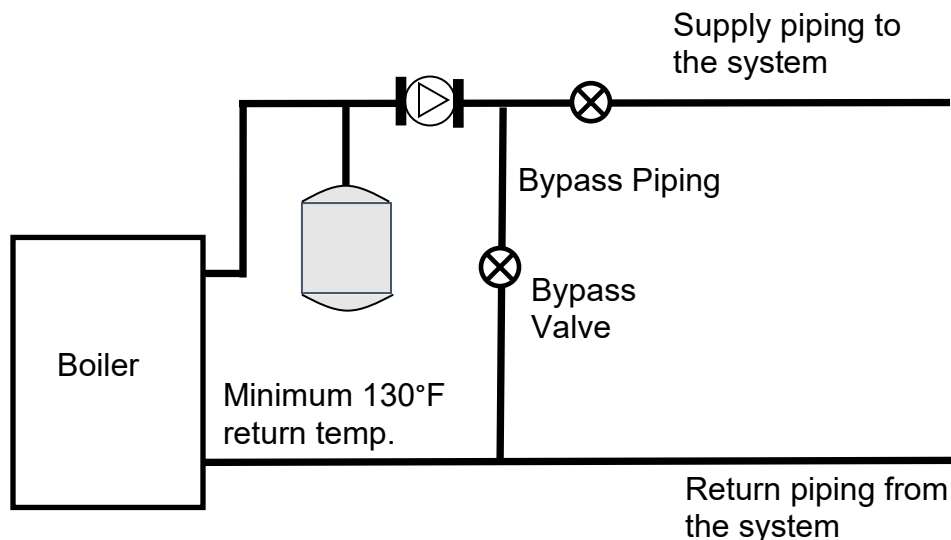 Supply piping to
the system
Bypass Piping
Bypass
Valve
Boiler
Minimum 130°F
return temp.
Return piping from
the system